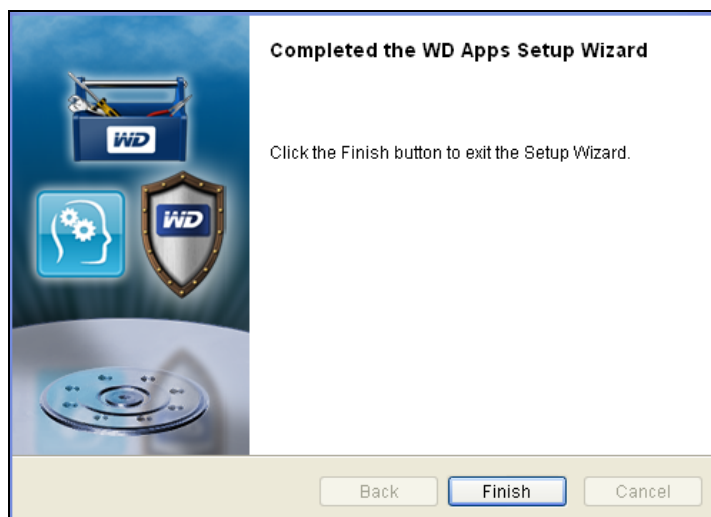 Completed the WD Apps Setup Wizard
WD
Click the Finish button to exit the Setup Wizard.
WD
Back
Finish
Cancel